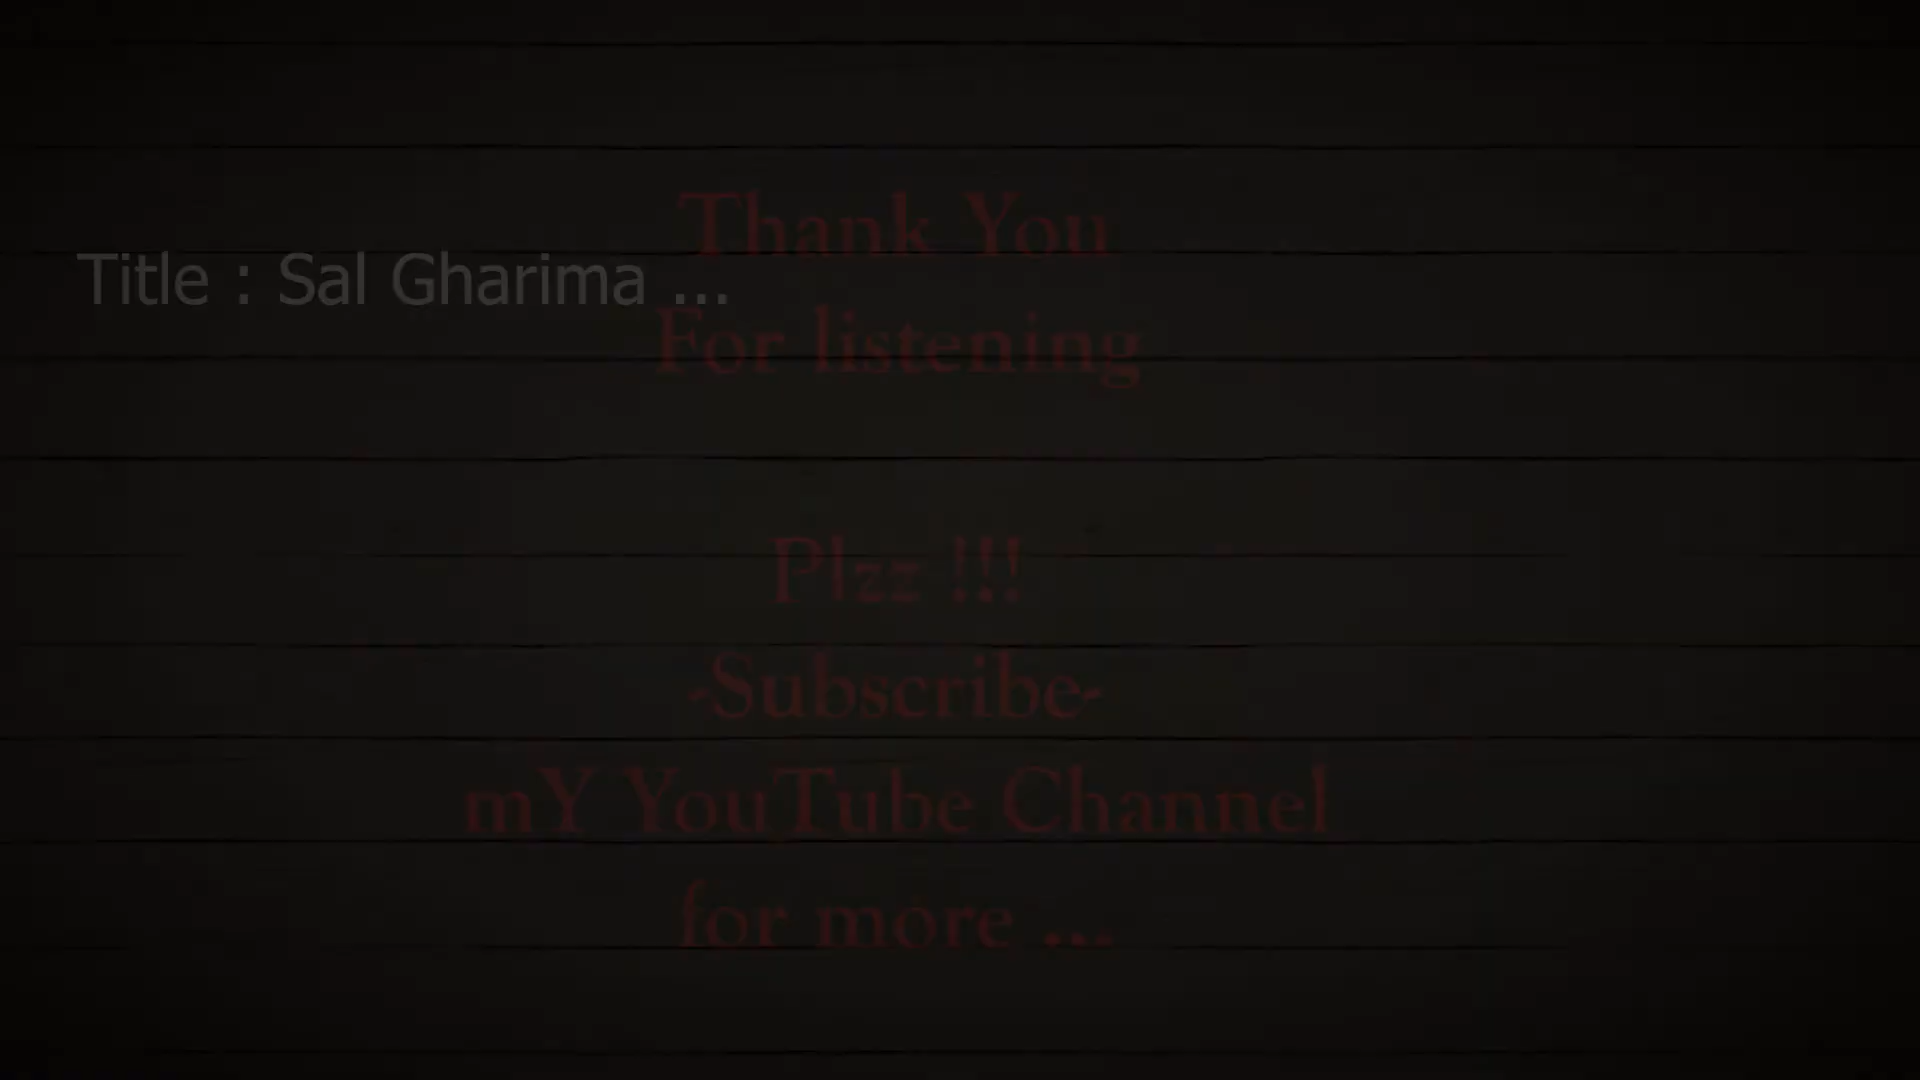 Thank You
Title : Sal Gharima ...
For listening
Plzz !!!
-Subscribe-
mY YouTube Channel
for more ...